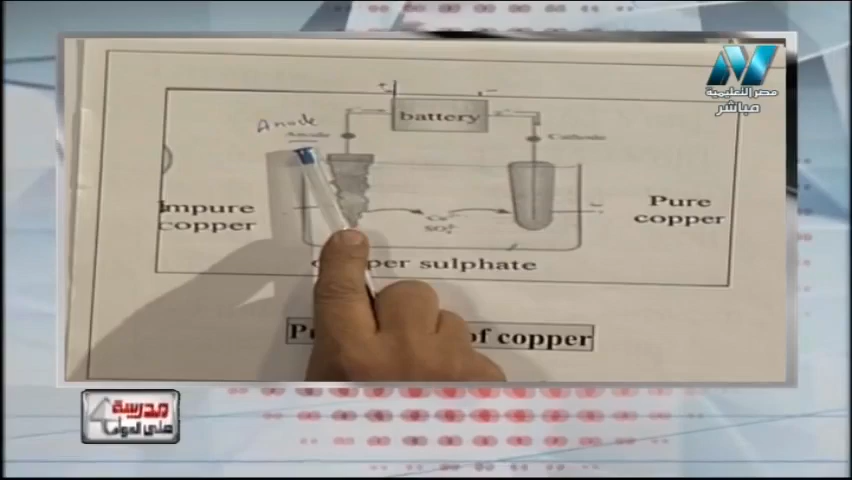 مصر التعليمية
مباشر
battery
Anode
Anode
Cathode
Impure
copper
Pure
copper
Cu
SO
per sulphate
of copper
مدرسة
على الهواء